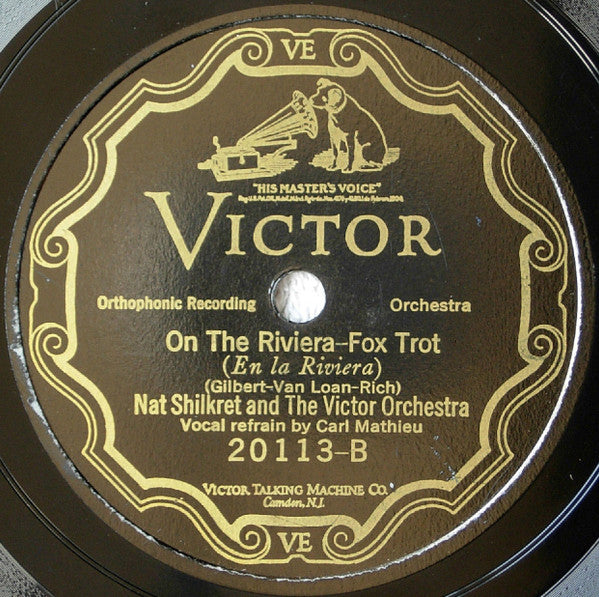 VE
"HIS MASTER'S VOICE"
VICTOR
Orthophonic Recording
Orchestra
On The Riviera--Fox Trot
(En la Riviera)
(Gilbert-Van Loan-Rich)
Nat Shilkret and The Victor Orchestra
Vocal refrain by Carl Mathieu
20113-B
VICTOR TALKING MACHINE CO.
Camden, N.J.
VE